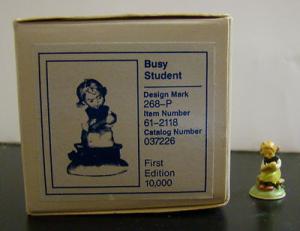 Busy
Student
Design Mark
268-P
Item Number
61-2118
Catalog Number
037226
First
Edition
10,000